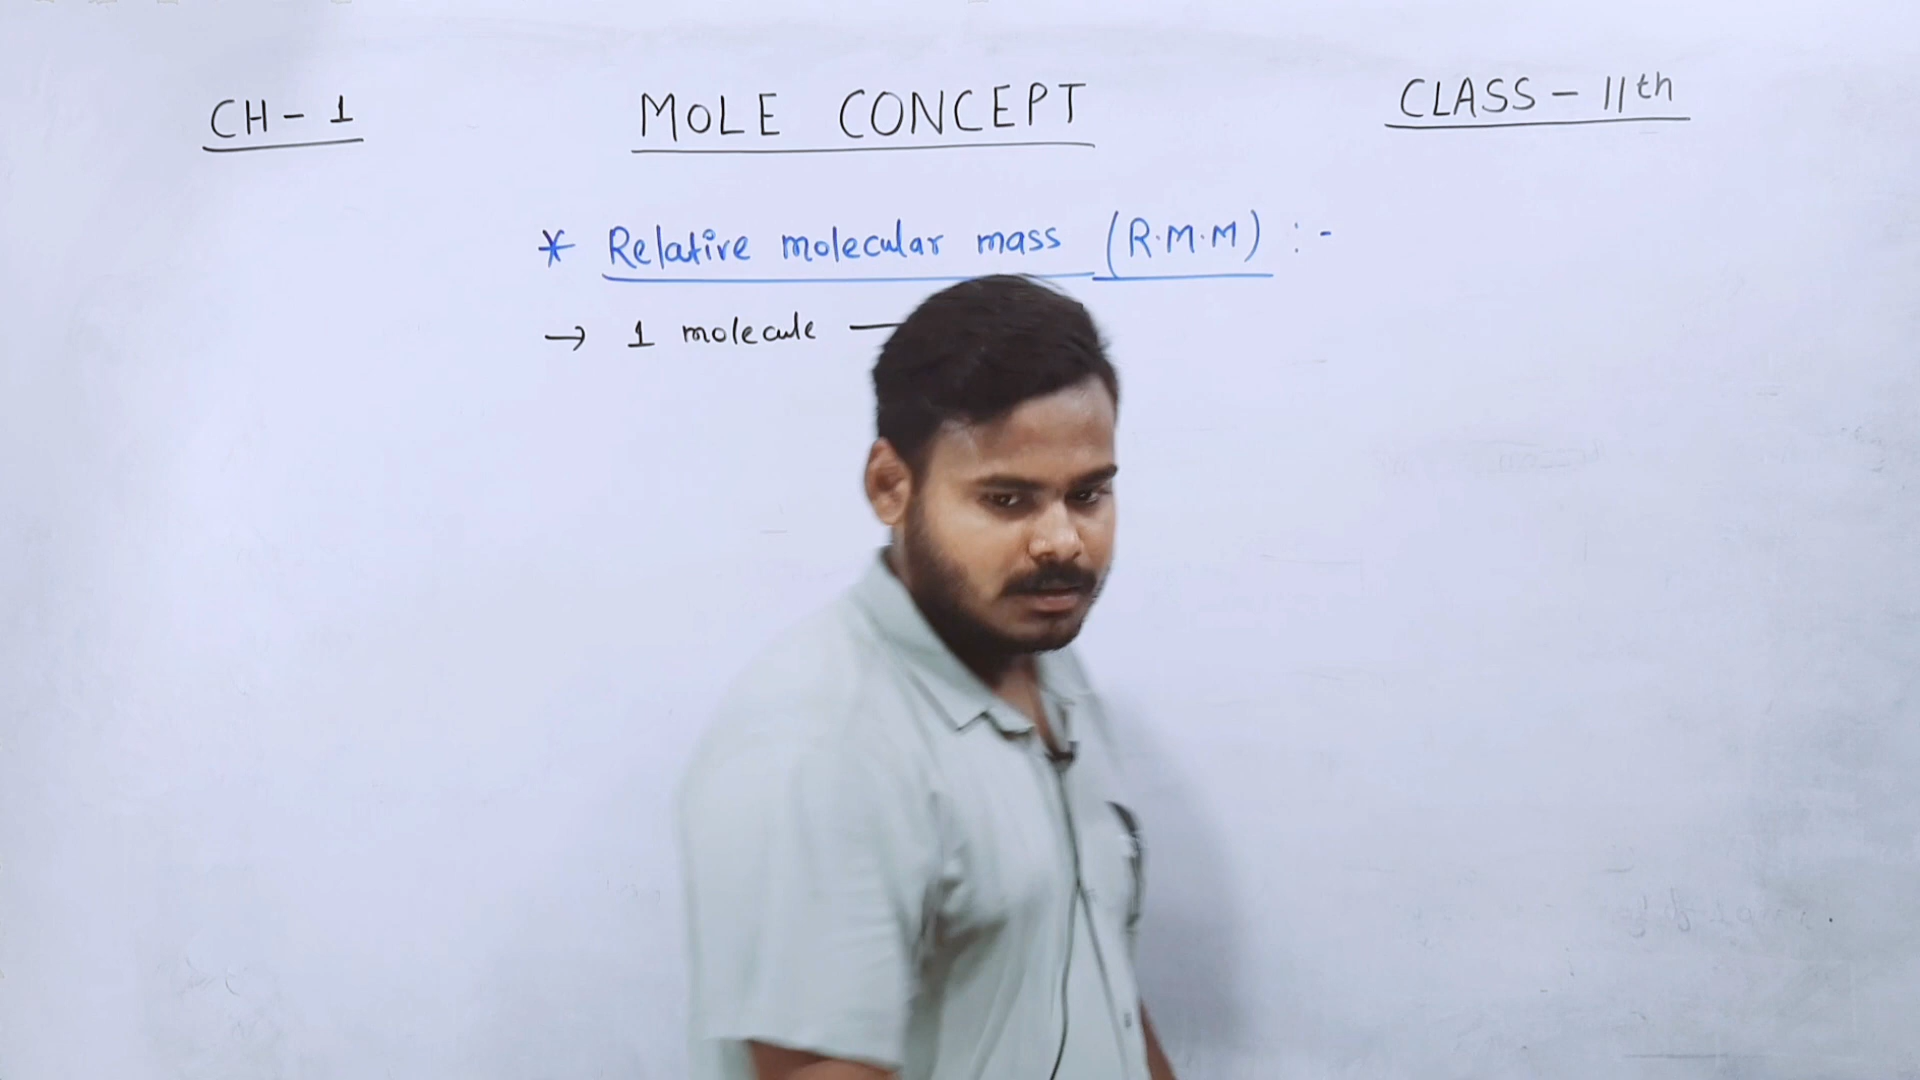 CH - 1 MOLE CONCEPT CLASS - 11th
* Relative molecular mass (R.M.M) :-
→ 1 molecule —